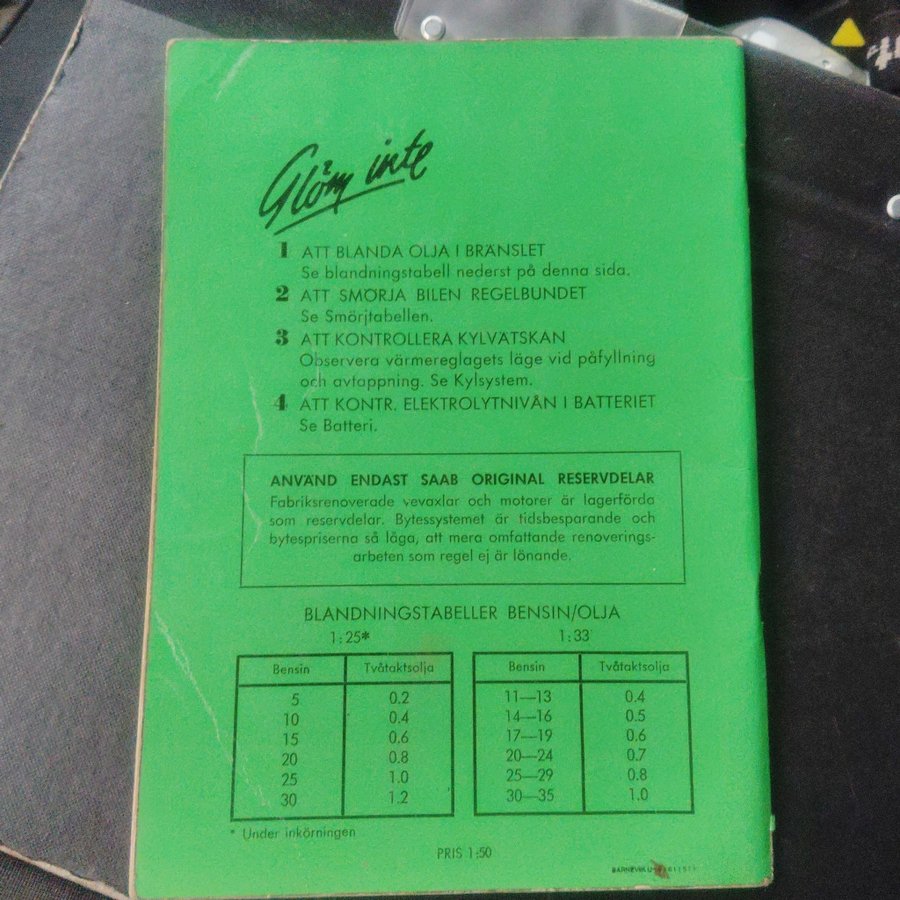 Glöm inte
1 ATT BLANDA OLJA I BRÄNSLET
Se blandningstabell nederst på denna sida.
2 ATT SMÖRJA BILEN REGELBUNDET
Se Smörjtabellen.
3 ATT KONTROLLERA KYLVÄTSKAN
Observera värmereglagets läge vid påfyllning
och avtappning. Se Kylsystem.
4 ATT KONTR. ELEKTROLYTNIVÅN I BATTERIET
Se Batteri.
ANVÄND ENDAST SAAB ORIGINAL RESERVDELAR
Fabriksrenoverade vevaxlar och motorer är lagerförda
som reservdelar. Bytessystemet är tidsbesparande och
bytespriserna så låga, att mera omfattande renoverings-
arbeten som regel ej är lönande.
BLANDNINGSTABELLER BENSIN/OLJA
1:25* 1:33
Bensin Tvåtaktsolja Bensin Tvåtaktsolja
5 0.2 11—13 0.4
10 0.4 14—16 0.5
15 0.6 17—19 0.6
20 0.8 20—24 0.7
25 1.0 25—29 0.8
30 1.2 30—35 1.0
* Under inkörningen
PRIS 1:50